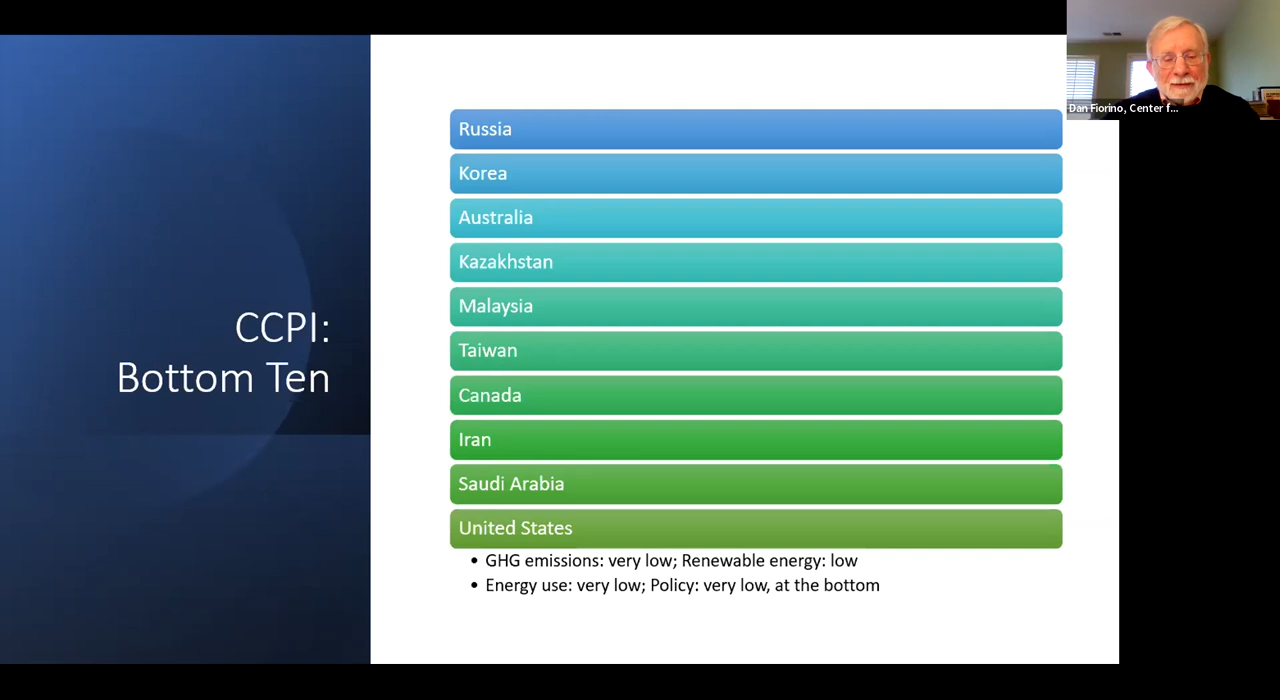 CCPI:
Bottom Ten
Russia
Korea
Australia
Kazakhstan
Malaysia
Taiwan
Canada
Iran
Saudi Arabia
United States
• GHG emissions: very low; Renewable energy: low
• Energy use: very low; Policy: very low, at the bottom
Dan Fiorino, Center f...